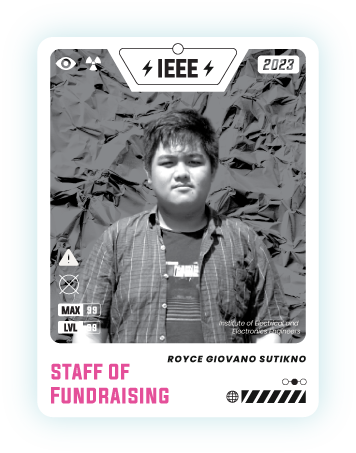 IEEE
2023
MAX 99
LVL 99
Institute of Electrical and
Electronics Engineers
ROYCE GIOVANO SUTIKNO
STAFF OF
FUNDRAISING